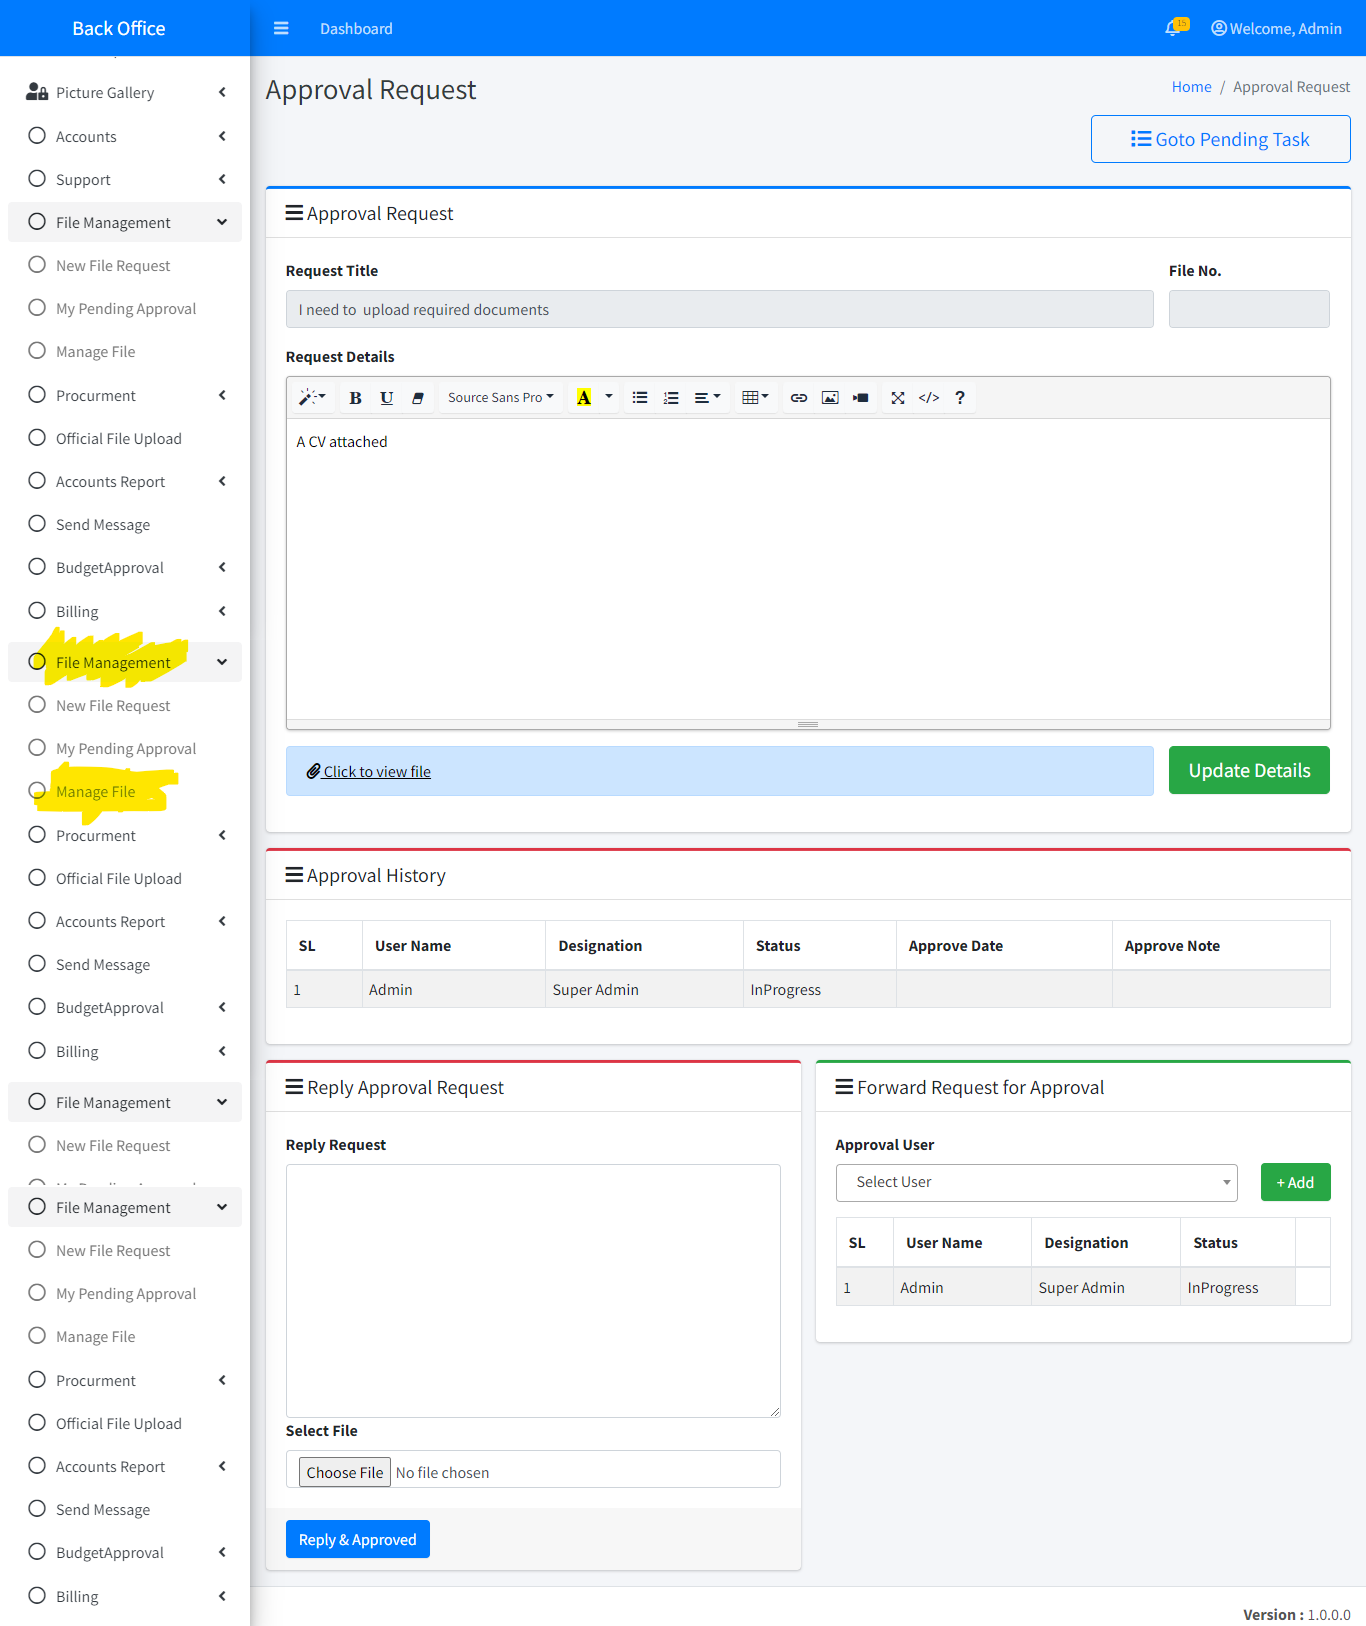 Back Office
Dashboard
15
Welcome, Admin
Picture Gallery
Accounts
Support
File Management
New File Request
My Pending Approval
Manage File
Procurment
Official File Upload
Accounts Report
Send Message
BudgetApproval
Billing
File Management
New File Request
My Pending Approval
Manage File
Procurment
Official File Upload
Accounts Report
Send Message
BudgetApproval
Billing
File Management
New File Request
File Management
New File Request
My Pending Approval
Manage File
Procurment
Official File Upload
Accounts Report
Send Message
BudgetApproval
Billing
Approval Request
Home / Approval Request
Goto Pending Task
Approval Request
Request Title
File No.
I need to  upload required documents
Request Details
B U Source Sans Pro A </> ?
A CV attached
Click to view file
Update Details
Approval History
SL User Name Designation Status Approve Date Approve Note
1 Admin Super Admin InProgress
Reply Approval Request
Reply Request
Select File
Choose File No file chosen
Reply & Approved
Forward Request for Approval
Approval User
Select User
+ Add
SL User Name Designation Status
1 Admin Super Admin InProgress
Version : 1.0.0.0